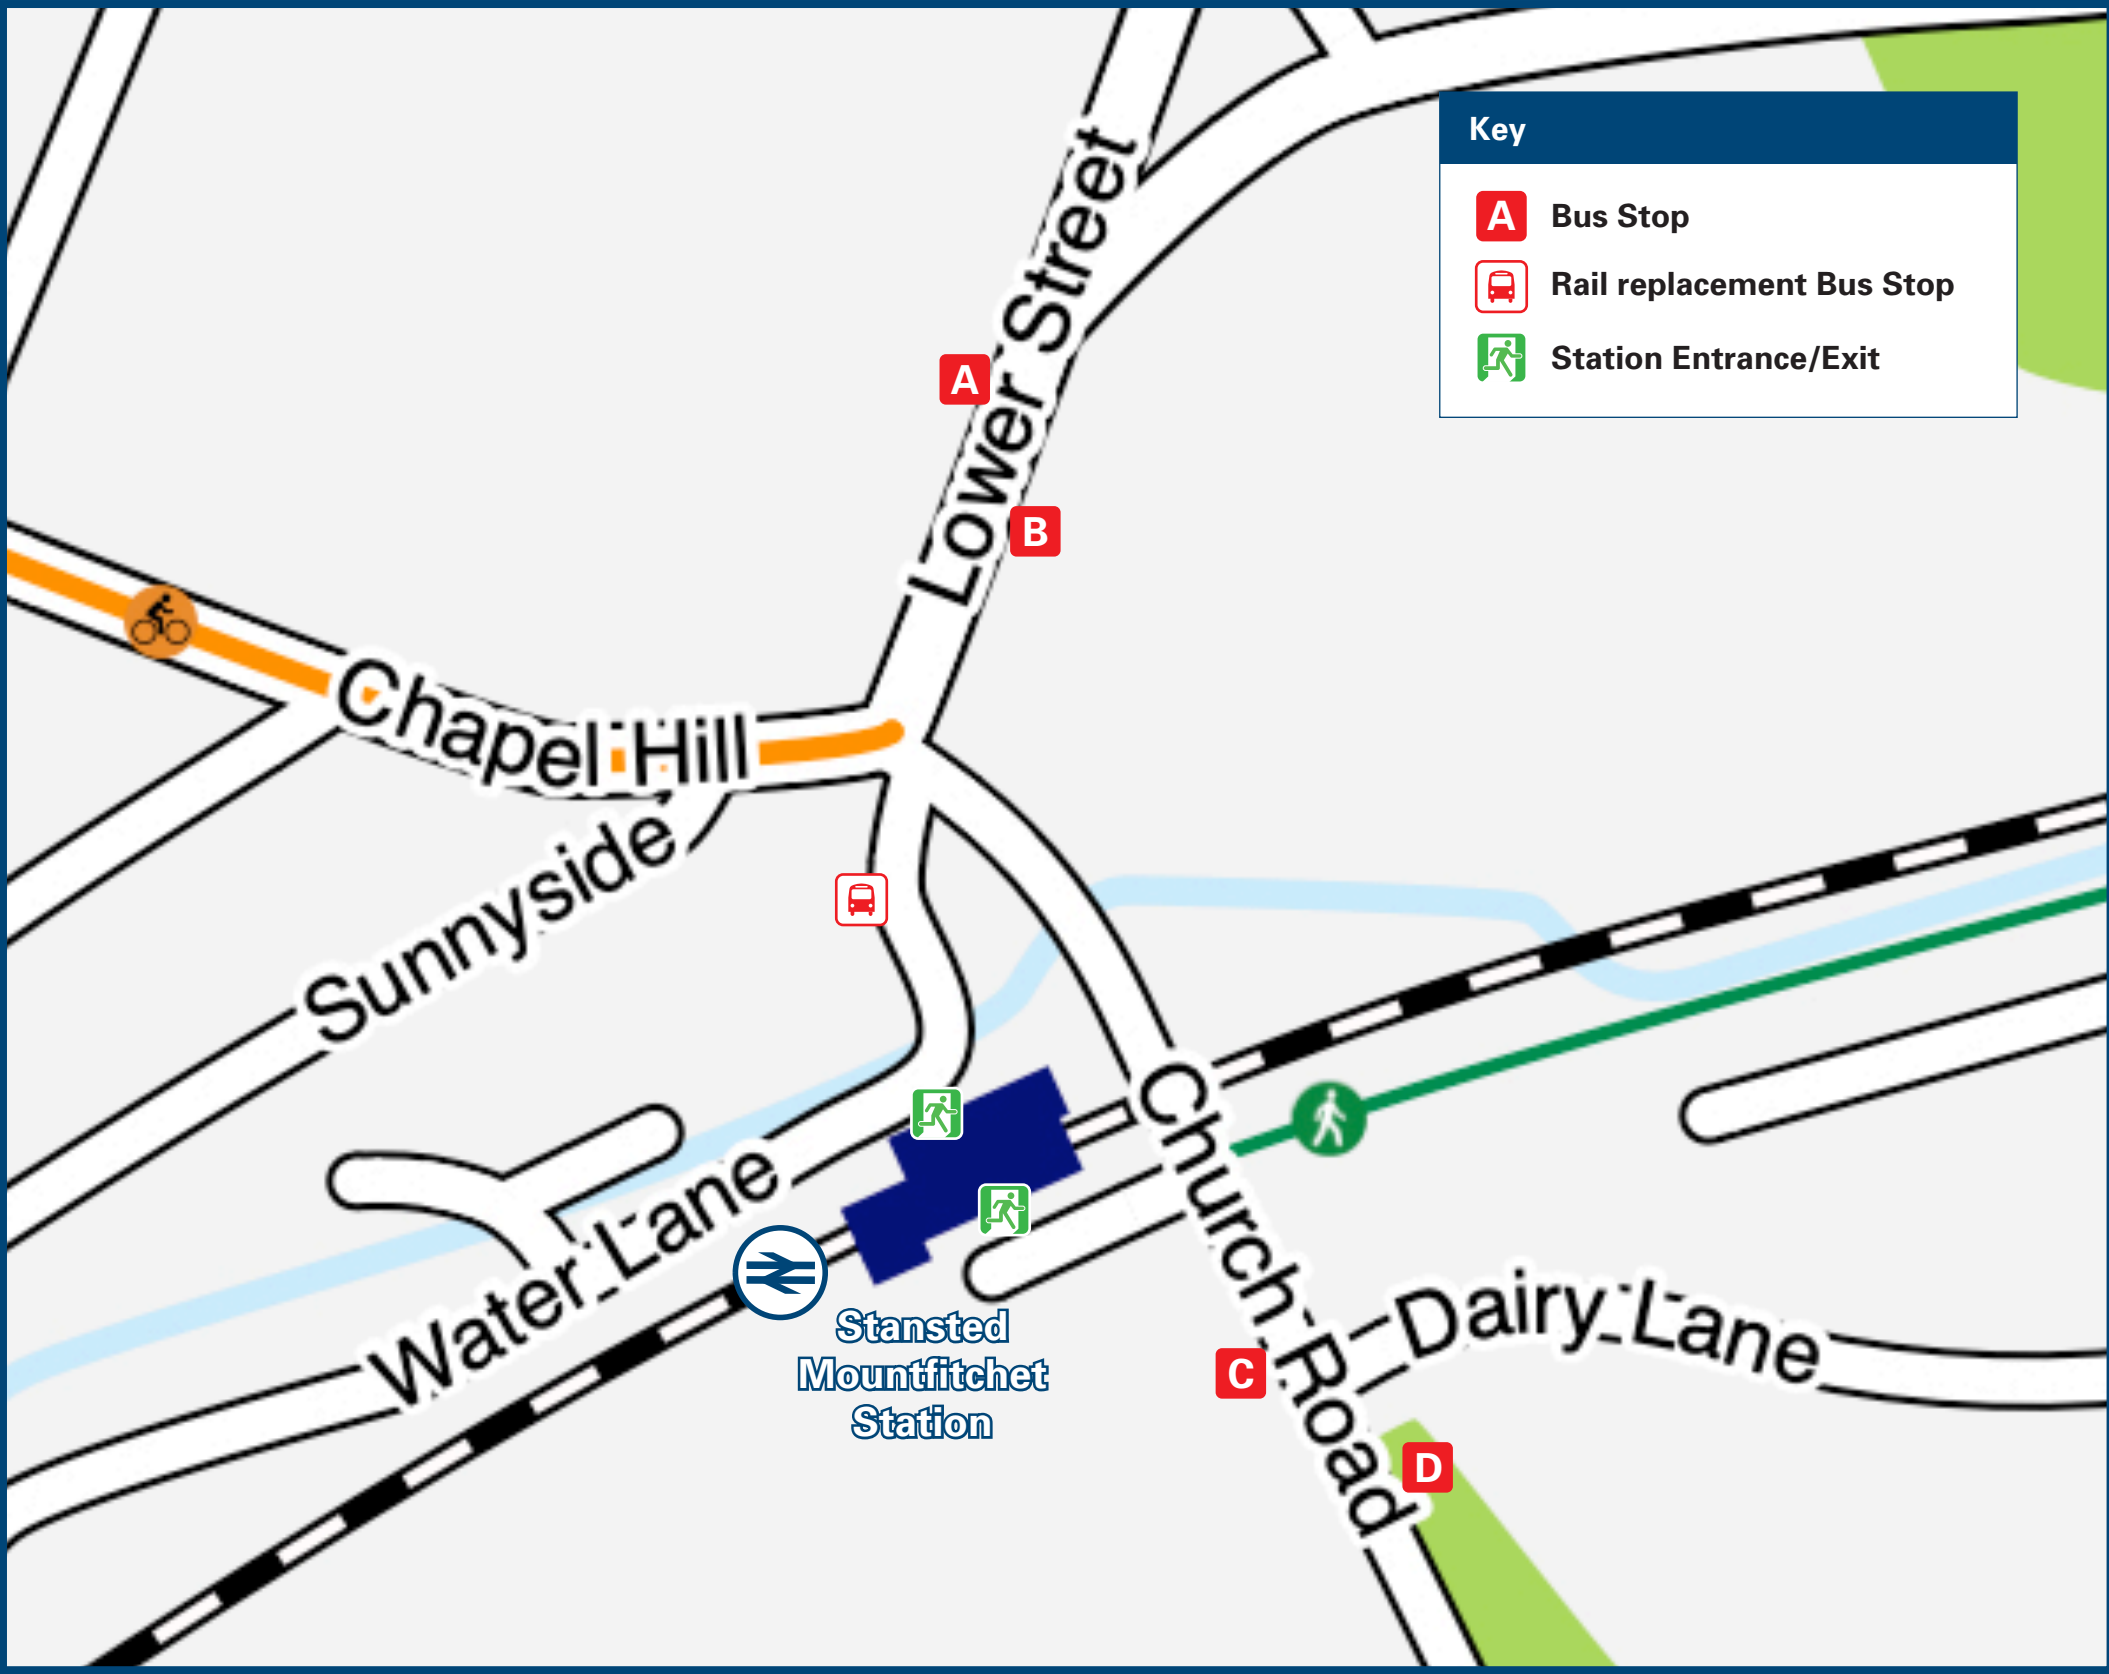 Key
A Bus Stop
Rail replacement Bus Stop
Station Entrance/Exit
Lower Street
A
B
Chapel Hill
Sunnyside
Water Lane
Church Road
Dairy Lane
Stansted
Mountfitchet
Station
C
D